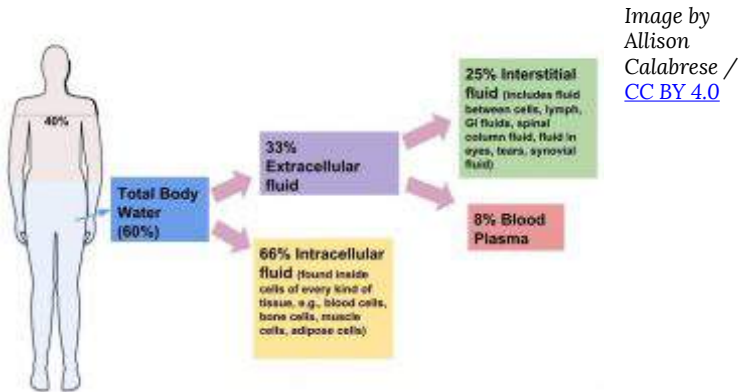 40%
Total Body
Water
(60%)
33%
Extracellular
fluid
66% Intracellular
fluid (found inside
cells of every kind of
tissue, e.g., blood cells,
bone cells, muscle
cells, adipose cells)
25% Interstitial
fluid (includes fluid
between cells, lymph,
GI fluids, spinal
column fluid, fluid in
eyes, tears, synovial
fluid)
8% Blood
Plasma
Image by
Allison
Calabrese /
CC BY 4.0